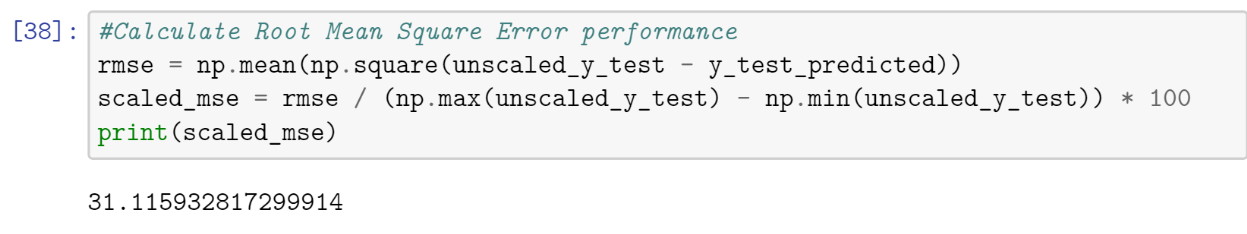 [38]: #Calculate Root Mean Square Error performance
rmse = np.mean(np.square(unscaled_y_test - y_test_predicted))
scaled_mse = rmse / (np.max(unscaled_y_test) - np.min(unscaled_y_test)) * 100
print(scaled_mse)
31.115932817299914